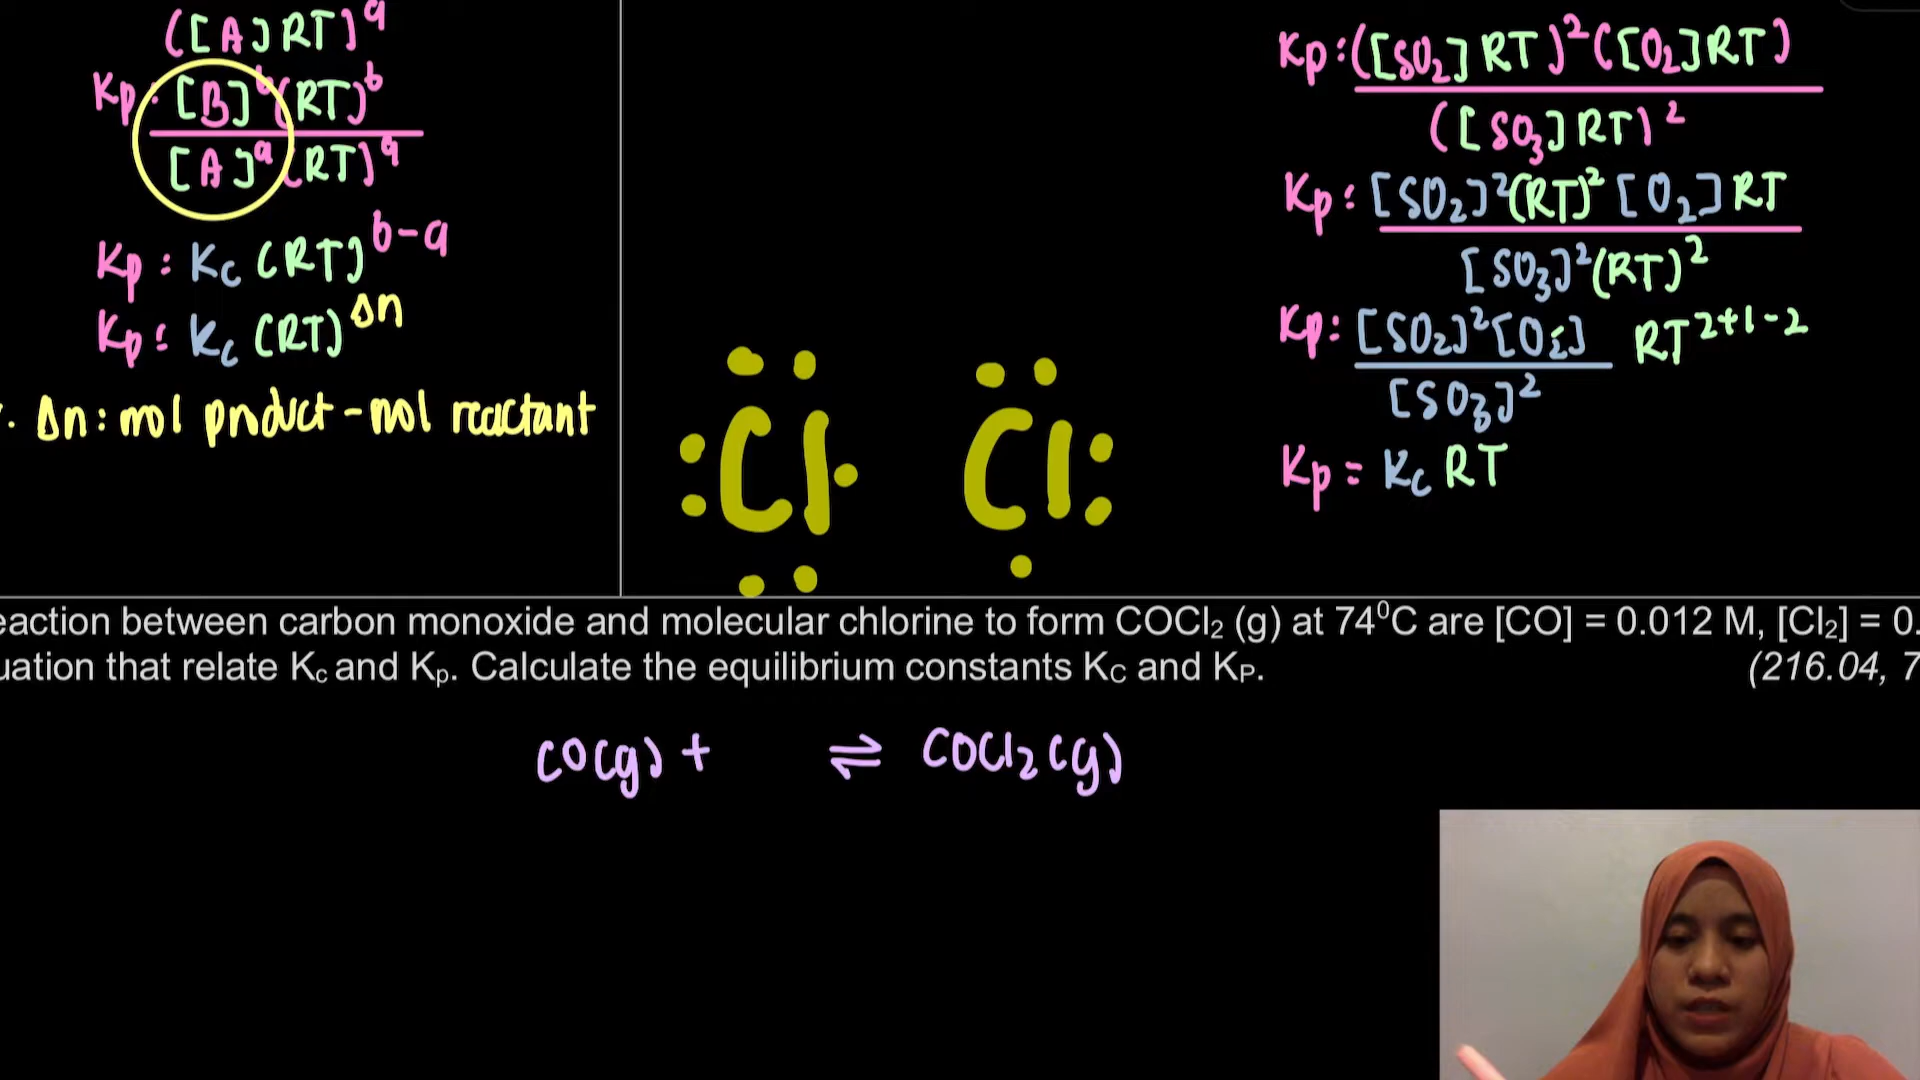 ([A]RT)ᵃ
Kp : [B]ᵇ(RT)ᵇ
[A]ᵃ(RT)ᵃ
Kp : Kc (RT)ᵇ⁻ᵃ
Kp : Kc (RT)^Δn
. Δn : mol product - mol reactant
:Cl· Cl:
Kp : ([SO₂]RT)²([O₂]RT)
([SO₃]RT)²
Kp : [SO₂]²(RT)²[O₂]RT
[SO₃]²(RT)²
Kp : [SO₂]²[O₂] RT²⁺¹⁻²
[SO₃]²
Kp = Kc RT
eaction between carbon monoxide and molecular chlorine to form COCl₂ (g) at 74⁰C are [CO] = 0.012 M, [Cl₂] = 0.
uation that relate Kc and Kp. Calculate the equilibrium constants KC and KP. (216.04, 7
CO(g) + ⇌ COCl₂(g)